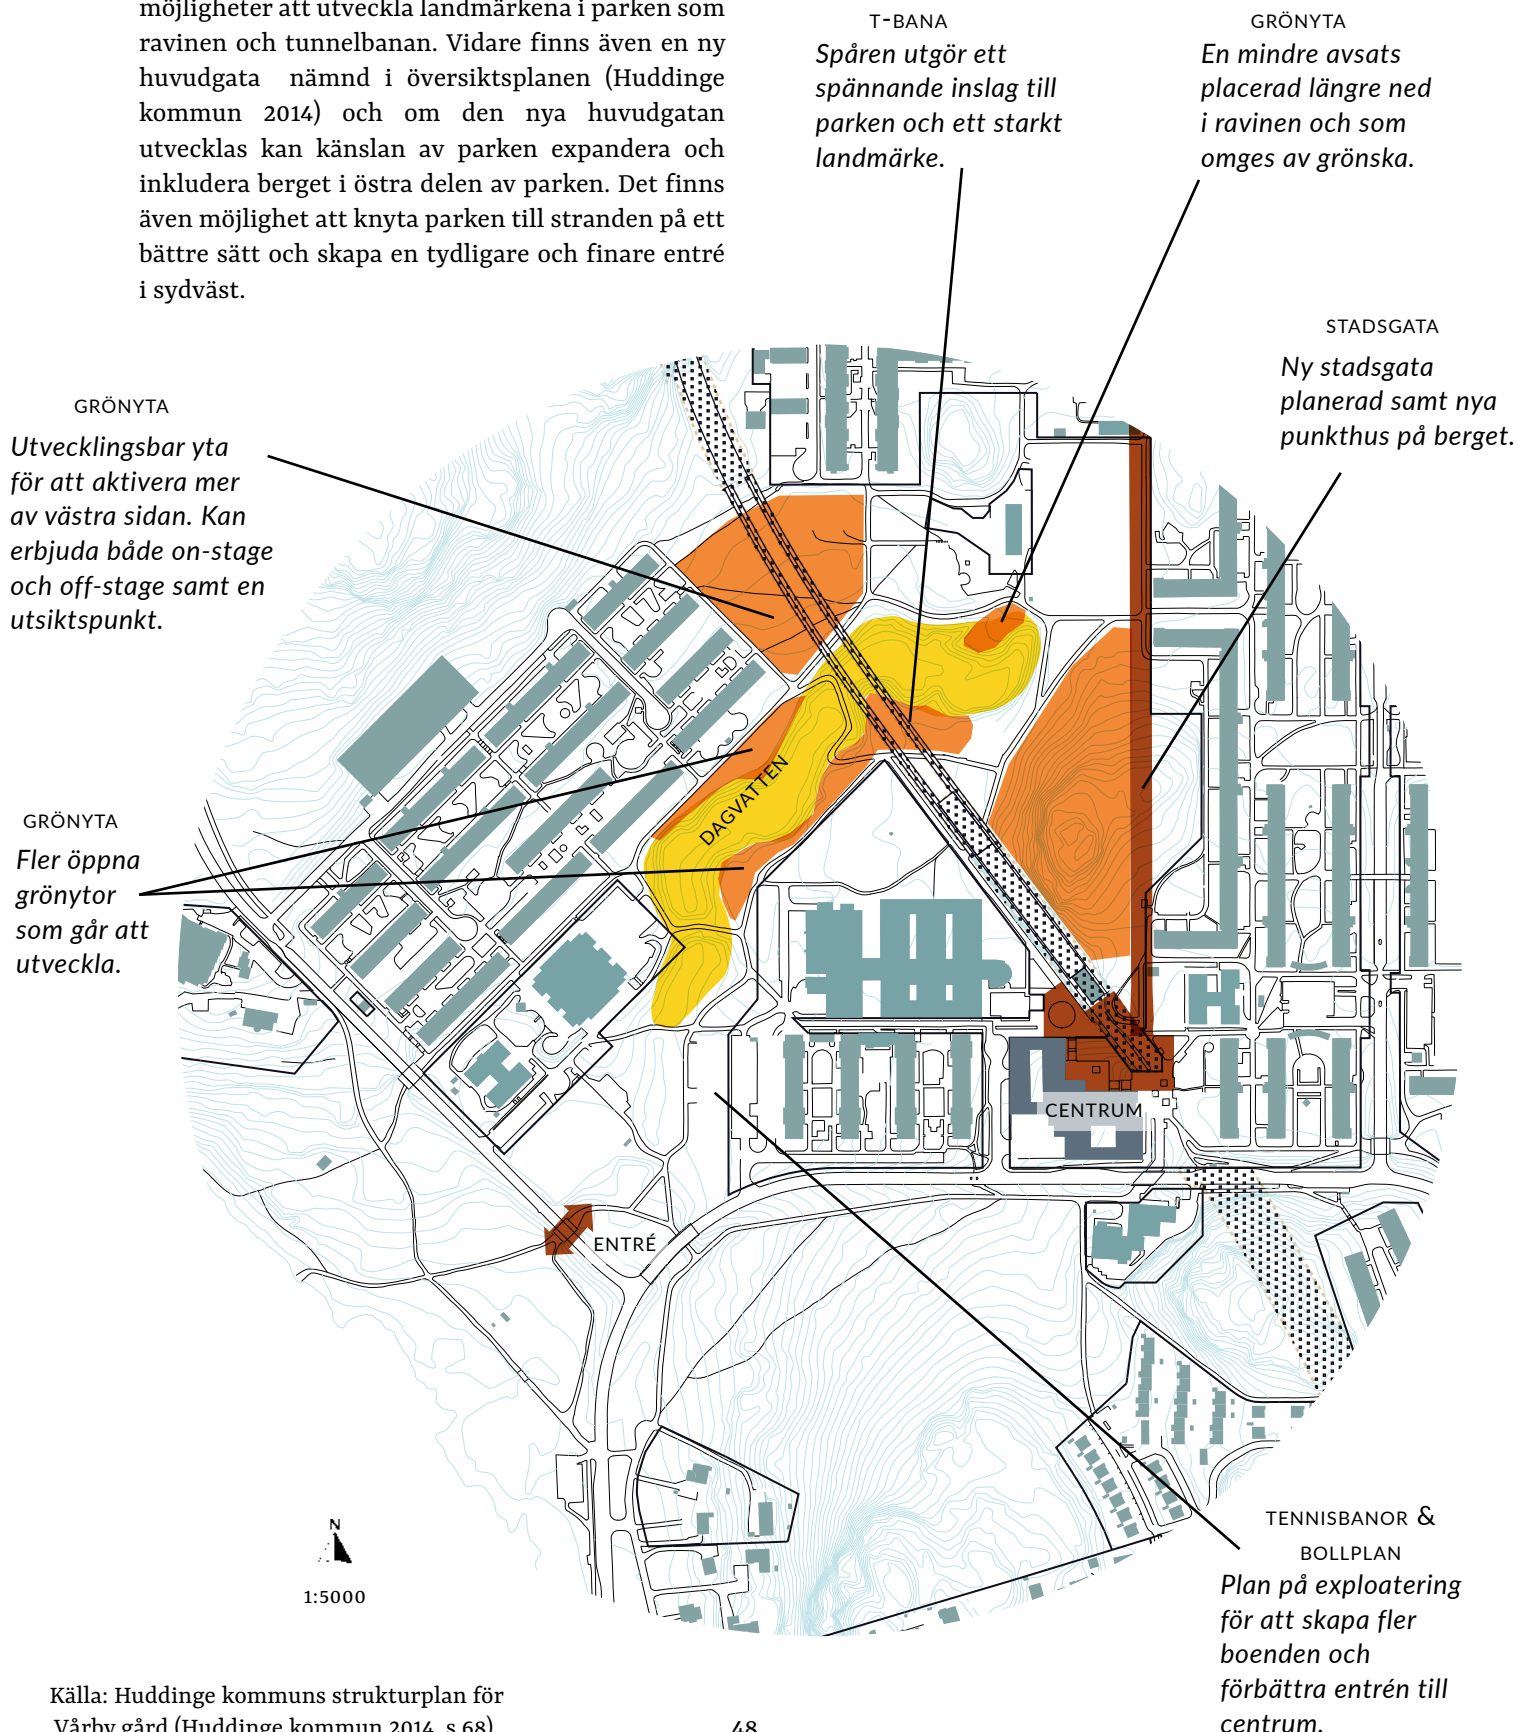 möjligheter att utveckla landmärkena i parken som
ravinen och tunnelbanan. Vidare finns även en ny
huvudgata nämnd i översiktsplanen (Huddinge
kommun 2014) och om den nya huvudgatan
utvecklas kan känslan av parken expandera och
inkludera berget i östra delen av parken. Det finns
även möjlighet att knyta parken till stranden på ett
bättre sätt och skapa en tydligare och finare entré
i sydväst.
T-BANA
Spåren utgör ett
spännande inslag till
parken och ett starkt
landmärke.
GRÖNYTA
En mindre avsats
placerad längre ned
i ravinen och som
omges av grönska.
STADSGATA
Ny stadsgata
planerad samt nya
punkthus på berget.
GRÖNYTA
Utvecklingsbar yta
för att aktivera mer
av västra sidan. Kan
erbjuda både on-stage
och off-stage samt en
utsiktspunkt.
GRÖNYTA
Fler öppna
grönytor
som går att
utveckla.
DAGVATTEN
CENTRUM
ENTRÉ
N
1:5000
TENNISBANOR &
BOLLPLAN
Plan på exploatering
för att skapa fler
boenden och
förbättra entrén till
centrum.
Källa: Huddinge kommuns strukturplan för
Vårby gård (Huddinge kommun 2014, s.68)
48